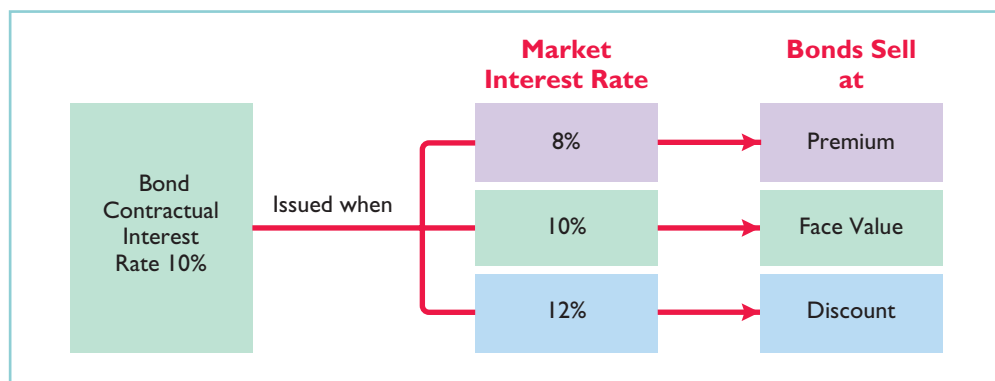 Market
Interest Rate
Bonds Sell
at
Bond
Contractual
Interest
Rate 10%
Issued when
8%
Premium
10%
Face Value
12%
Discount